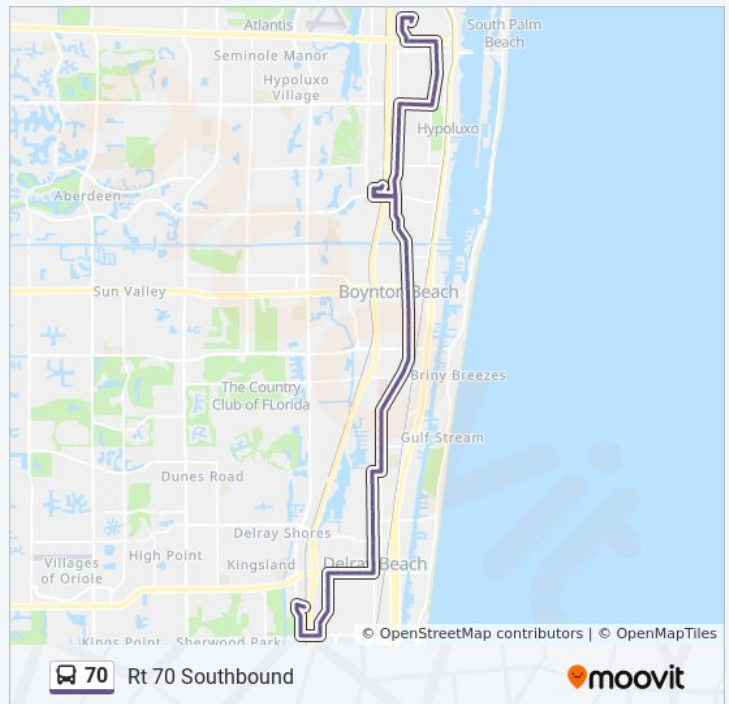 Atlantis
South Palm
Beach
Seminole Manor
Hypoluxo
Village
Hypoluxo
Aberdeen
Sun Valley
Boynton Beach
Briny Breezes
The Country
Club of FLorida
Gulf Stream
Dunes Road
Delray Shores
High Point
Kingsland
Delray Beach
Villages
of Oriole
Kings Point
Sherwood Park
© OpenStreetMap contributors | © OpenMapTiles
70 Rt 70 Southbound
moovit